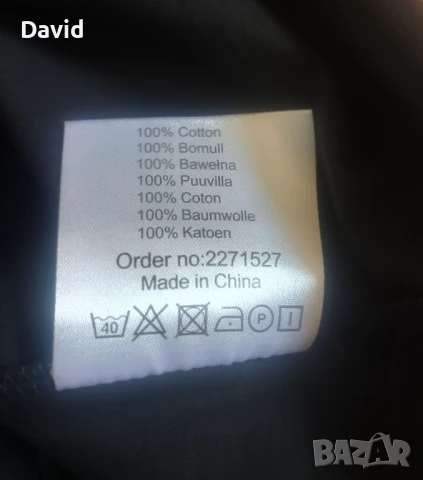 David
100% Cotton
100% Bomull
100% Bawełna
100% Puuvilla
100% Coton
100% Baumwolle
100% Katoen
Order no:2271527
Made in China
40 P
BAZAR